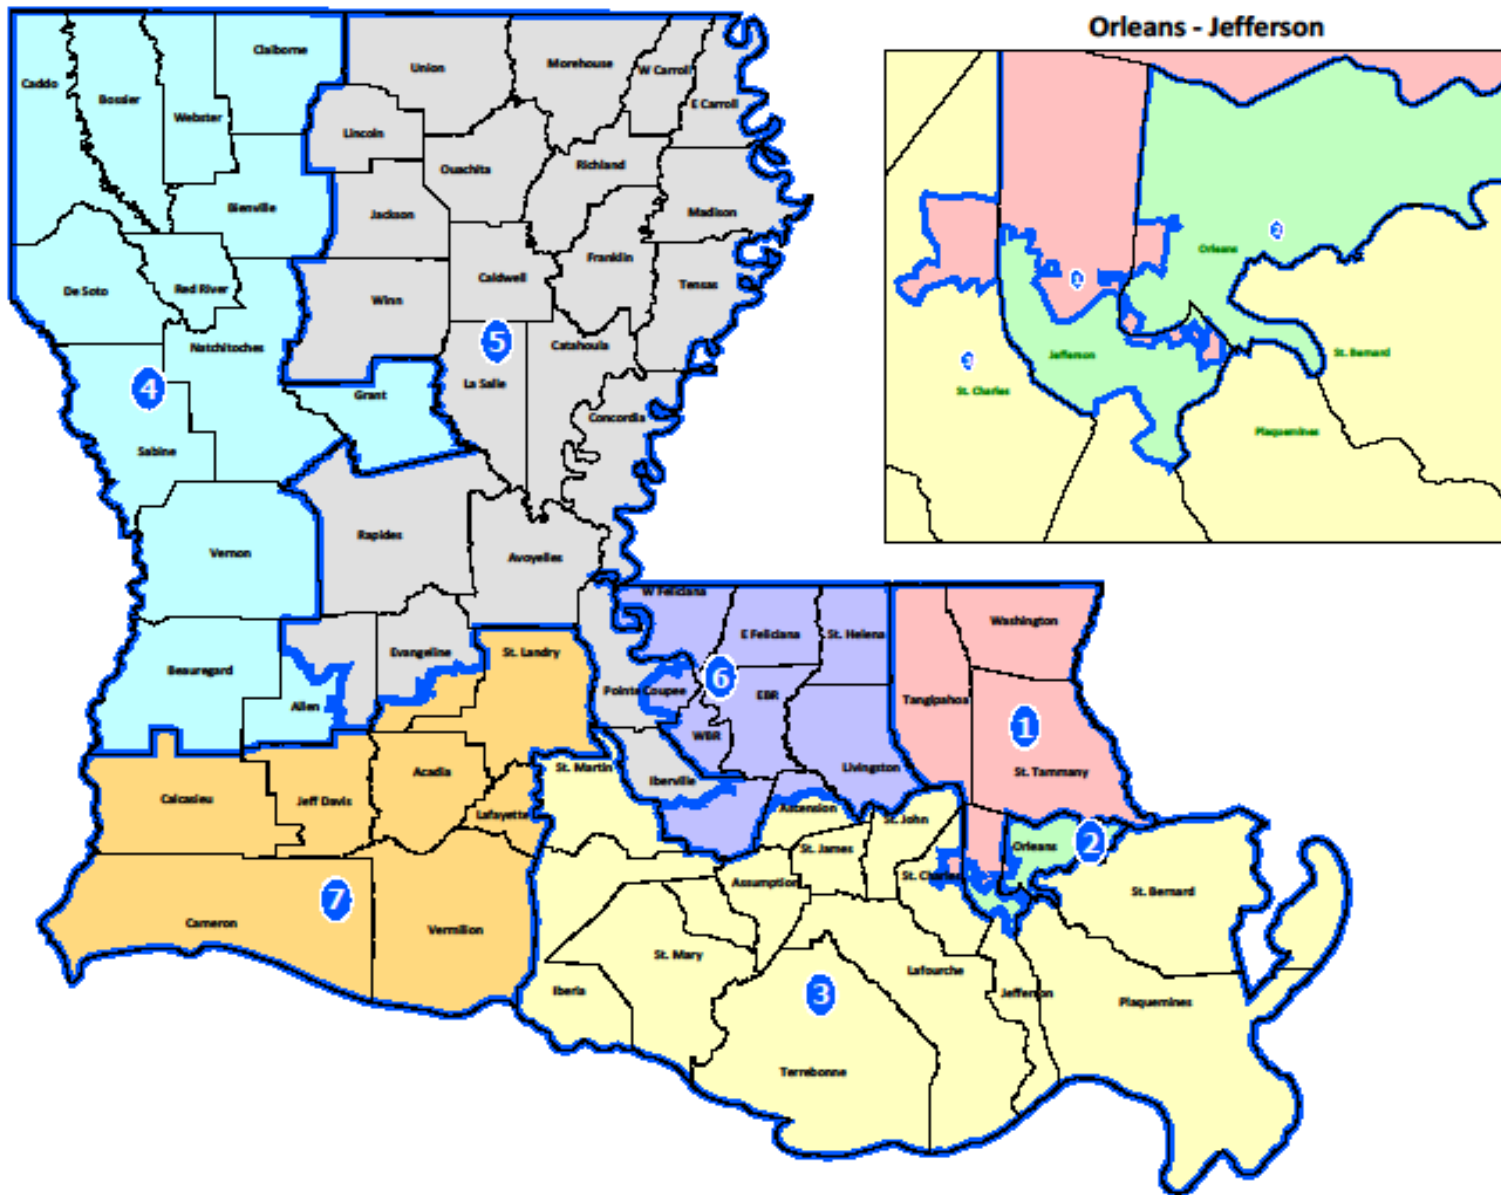 Orleans - Jefferson
Claiborne
Union
Morehouse
W Carroll
Caddo
Bossier
Webster
E Carroll
Lincoln
Ouachita
Richland
Bienville
Jackson
Madison
Franklin
De Soto
Red River
Winn
Caldwell
Tensas
Natchitoches
5
Catahoula
4
Grant
La Salle
Concordia
Sabine
Vernon
Rapides
Avoyelles
Beauregard
Allen
Evangeline
St. Landry
Pointe Coupee
W Feliciana
E Feliciana
St. Helena
6
EBR
WBR
Tangipahoa
Washington
1
St. Tammany
Calcasieu
Jeff Davis
Acadia
Lafayette
St. Martin
Iberville
Livingston
Ascension
St. John
St. James
Assumption
St. Charles
Orleans
2
St. Bernard
7
Cameron
Vermilion
Iberia
St. Mary
3
Lafourche
Jefferson
Plaquemines
Terrebonne
2
Orleans
1
Jefferson
St. Bernard
3
St. Charles
Plaquemines